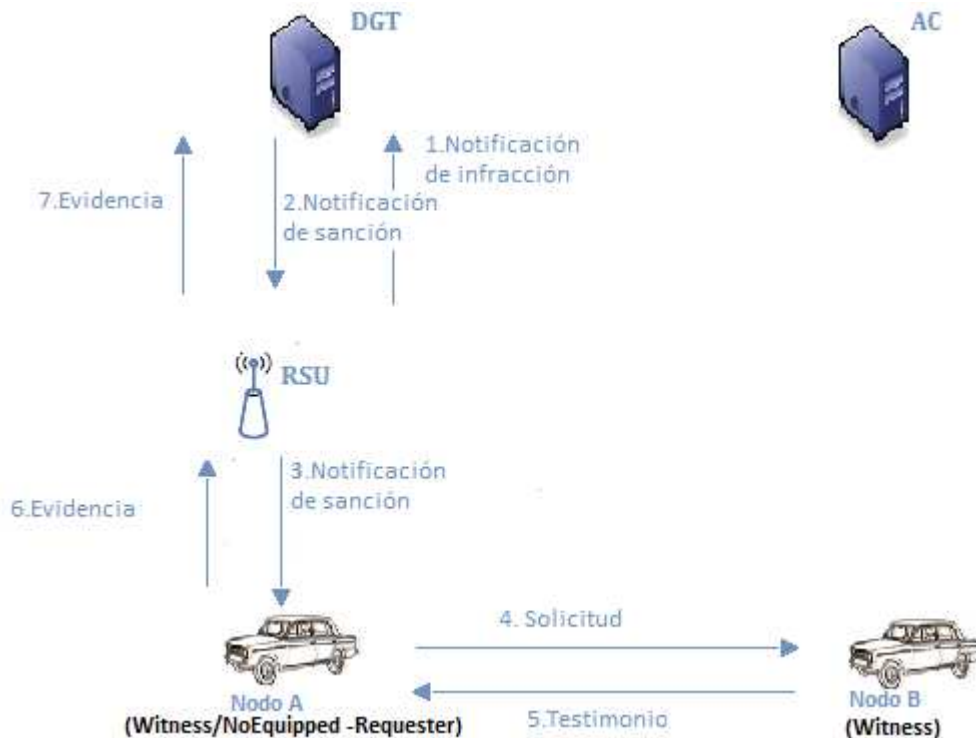 DGT
AC
1.Notificación
de infracción
7.Evidencia
2.Notificación
de sanción
RSU
3.Notificación
de sanción
6.Evidencia
4. Solicitud
Nodo A
(Witness/NoEquipped -Requester)
5.Testimonio
Nodo B
(Witness)